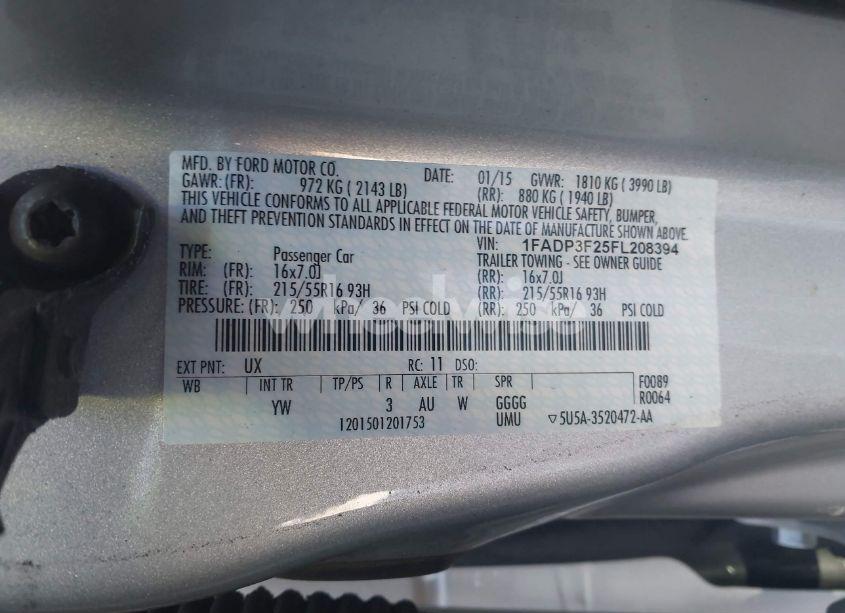 MFD. BY FORD MOTOR CO. DATE: 01/15 GVWR: 1810 KG ( 3990 LB)
GAWR: (FR): 972 KG ( 2143 LB) (RR): 880 KG ( 1940 LB)
THIS VEHICLE CONFORMS TO ALL APPLICABLE FEDERAL MOTOR VEHICLE SAFETY, BUMPER,
AND THEFT PREVENTION STANDARDS IN EFFECT ON THE DATE OF MANUFACTURE SHOWN ABOVE.
VIN: 1FADP3F25FL208394
TYPE: Passenger Car TRAILER TOWING - SEE OWNER GUIDE
RIM: (FR): 16x7.0J (RR): 16x7.0J
TIRE: (FR): 215/55R16 93H (RR): 215/55R16 93H
PRESSURE: (FR): 250 kPa/ 36 PSI COLD (RR): 250 kPa/ 36 PSI COLD
wheelwise
EXT PNT: UX RC: 11 DSO:
WB INT TR TP/PS R AXLE TR SPR F0089
YW 3 AU W GGGG R0064
1201501201753 UMU ▽5U5A-3520472-AA